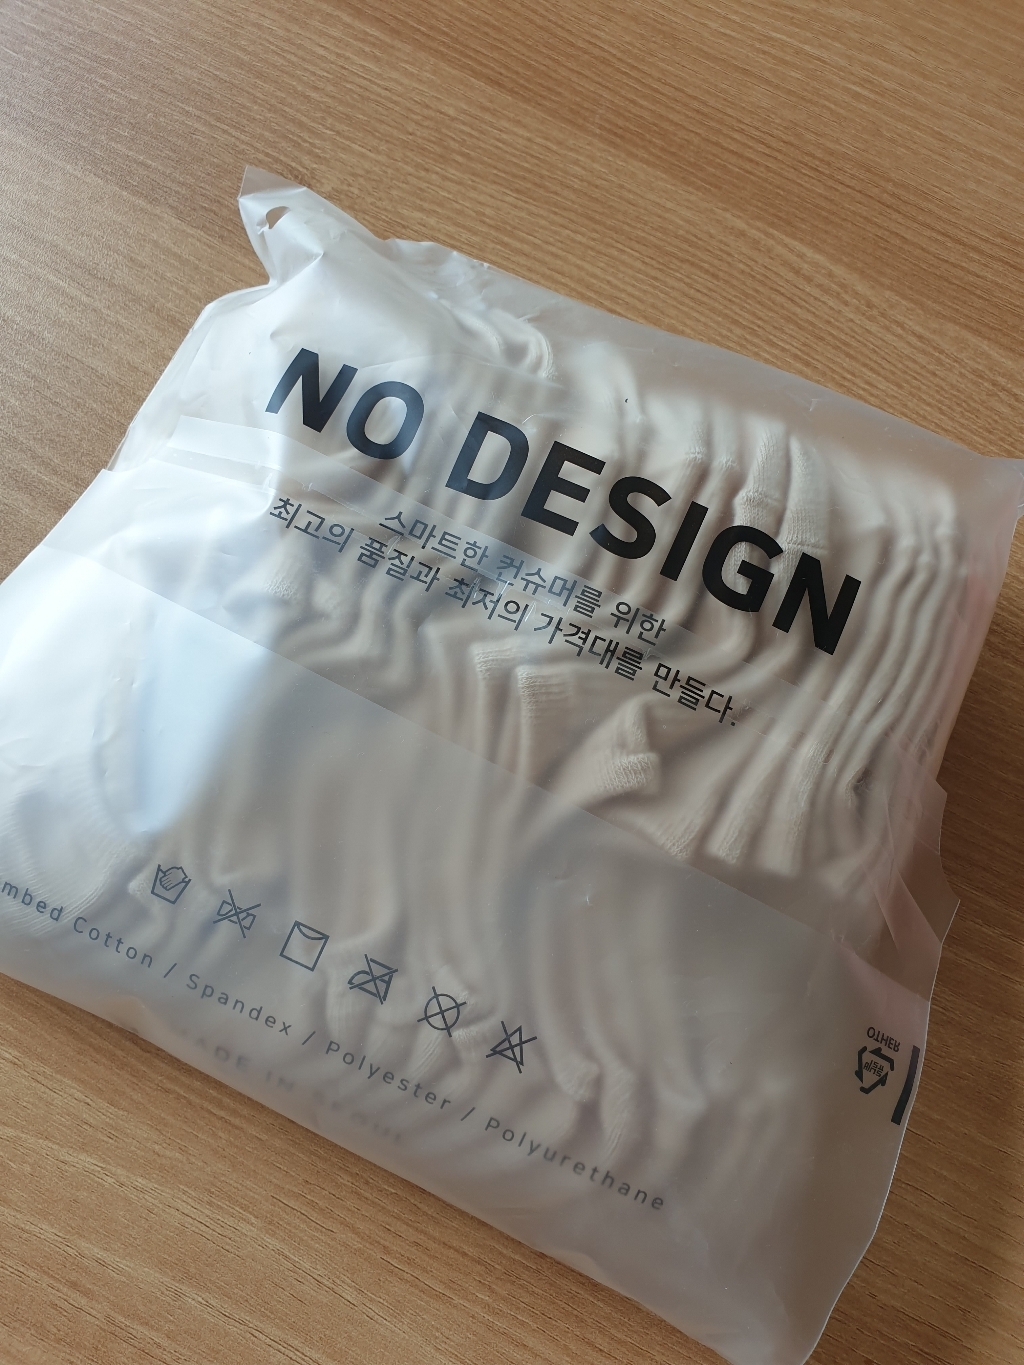 NO DESIGN
스마트한 컨슈머를 위한
최고의 품질과 최저의 가격대를 만들다.
mbed Cotton / Spandex / Polyester / Polyurethane
OTHER